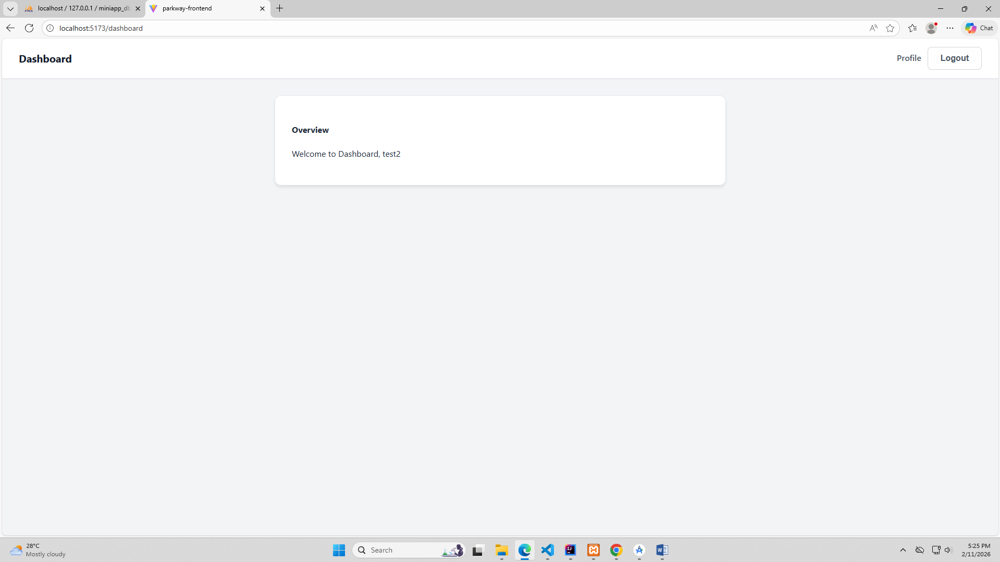 localhost / 127.0.0.1 / miniapp_db
parkway-frontend
localhost:5173/dashboard
Chat
Dashboard
Profile
Logout
Overview
Welcome to Dashboard, test2
28°C
Mostly cloudy
Search
5:25 PM
2/11/2026